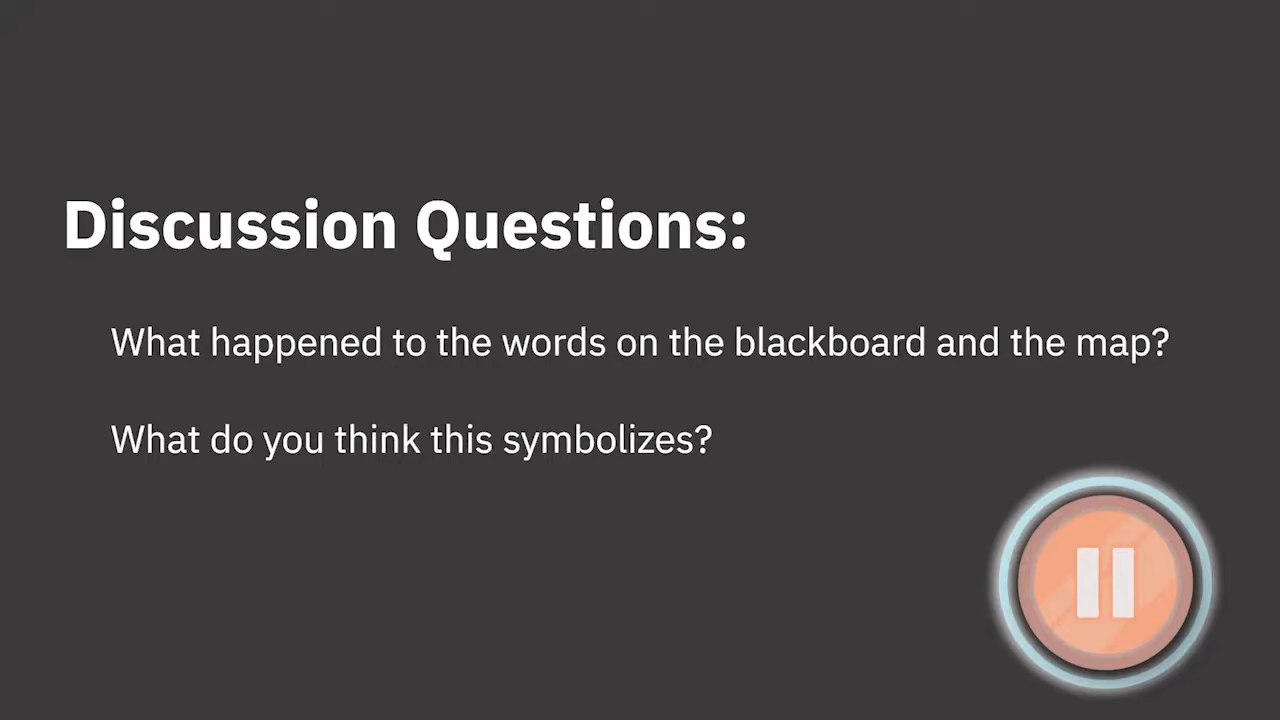 Discussion Questions:
What happened to the words on the blackboard and the map?
What do you think this symbolizes?